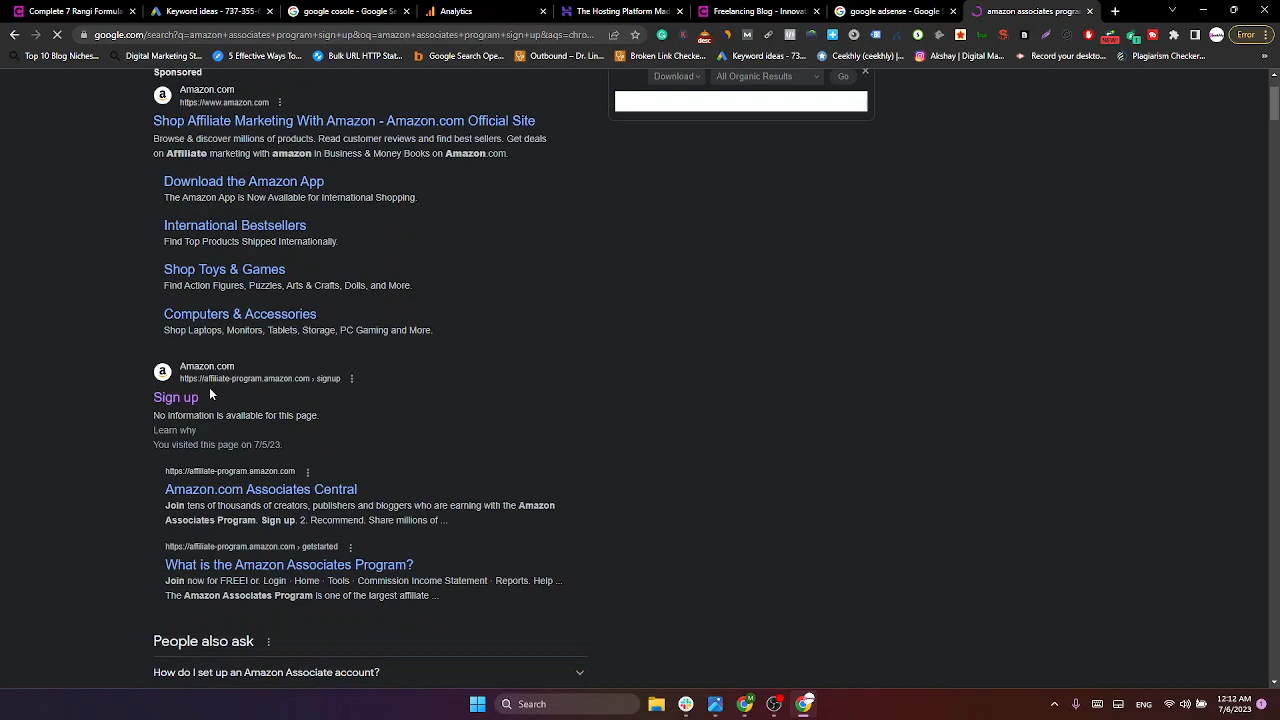 Complete 7 Rangi Formula
Keyword ideas - 737-355-
google cosole - Google Se
Analytics
The Hosting Platform Mad
Freelancing Blog - Innovat
google adsense - Google S
amazon associates program
google.com/search?q=amazon+associates+program+sign+up&oq=amazon+associates+program+sign+up&aqs=chro...
Error
Top 10 Blog Niches...
Digital Marketing St...
5 Effective Ways To...
Bulk URL HTTP Stat...
Google Search Ope...
Outbound – Dr. Lin...
Broken Link Checke...
Keyword ideas - 73...
Ceekhly | Ceekhly
Akshay | Digital Ma...
Record your desktop...
Plagiarism Checker...
Sponsored
Amazon.com
https://www.amazon.com
Shop Affiliate Marketing With Amazon - Amazon.com Official Site
Browse & discover millions of products. Read customer reviews and find best sellers. Get deals
on Affiliate marketing with amazon in Business & Money Books on Amazon.com.
Download the Amazon App
The Amazon App is Now Available for International Shopping.
International Bestsellers
Find Top Products Shipped Internationally.
Shop Toys & Games
Find Action Figures, Puzzles, Arts & Crafts, Dolls, and More.
Computers & Accessories
Shop Laptops, Monitors, Tablets, Storage, PC Gaming and More.
Amazon.com
https://affiliate-program.amazon.com › signup
Sign up
No information is available for this page.
Learn why
You visited this page on 7/5/23.
https://affiliate-program.amazon.com
Amazon.com Associates Central
Join tens of thousands of creators, publishers and bloggers who are earning with the Amazon
Associates Program. Sign up. 2. Recommend. Share millions of ...
https://affiliate-program.amazon.com › getstarted
What is the Amazon Associates Program?
Join now for FREE! or. Login · Home · Tools · Commission Income Statement · Reports. Help ...
The Amazon Associates Program is one of the largest affiliate ...
People also ask
How do I set up an Amazon Associate account?
Download
All Organic Results
Go
Search
ENG
12:12 AM
7/6/2023